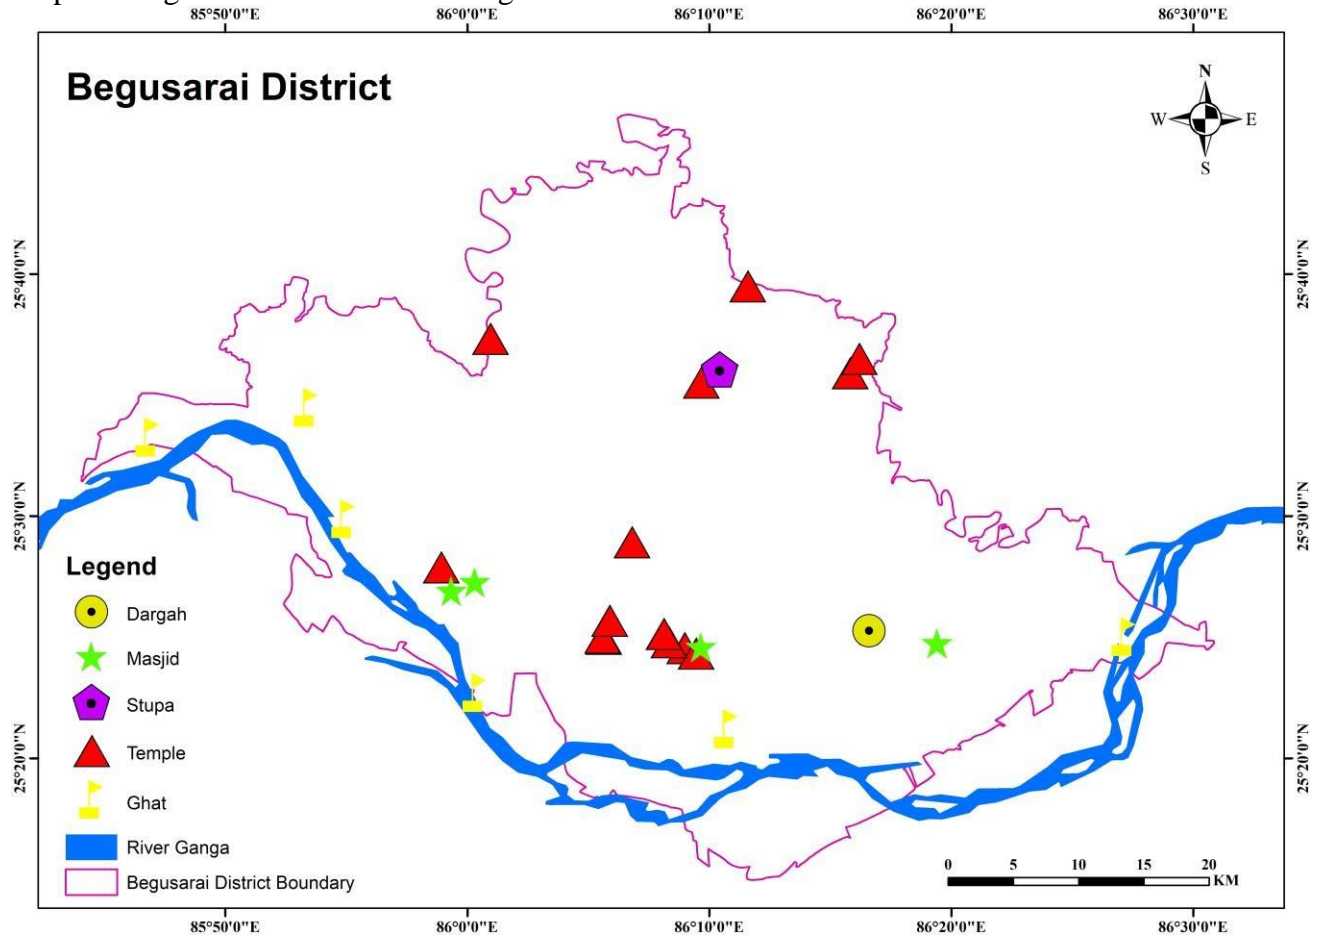 85°50'0"E 86°0'0"E 86°10'0"E 86°20'0"E 86°30'0"E
Begusarai District
N
W E
S
25°40'0"N 25°40'0"N
25°30'0"N 25°30'0"N
Legend
Dargah
Masjid
Stupa
Temple
25°20'0"N 25°20'0"N
Ghat
River Ganga
Begusarai District Boundary
0 5 10 15 20
KM
85°50'0"E 86°0'0"E 86°10'0"E 86°20'0"E 86°30'0"E